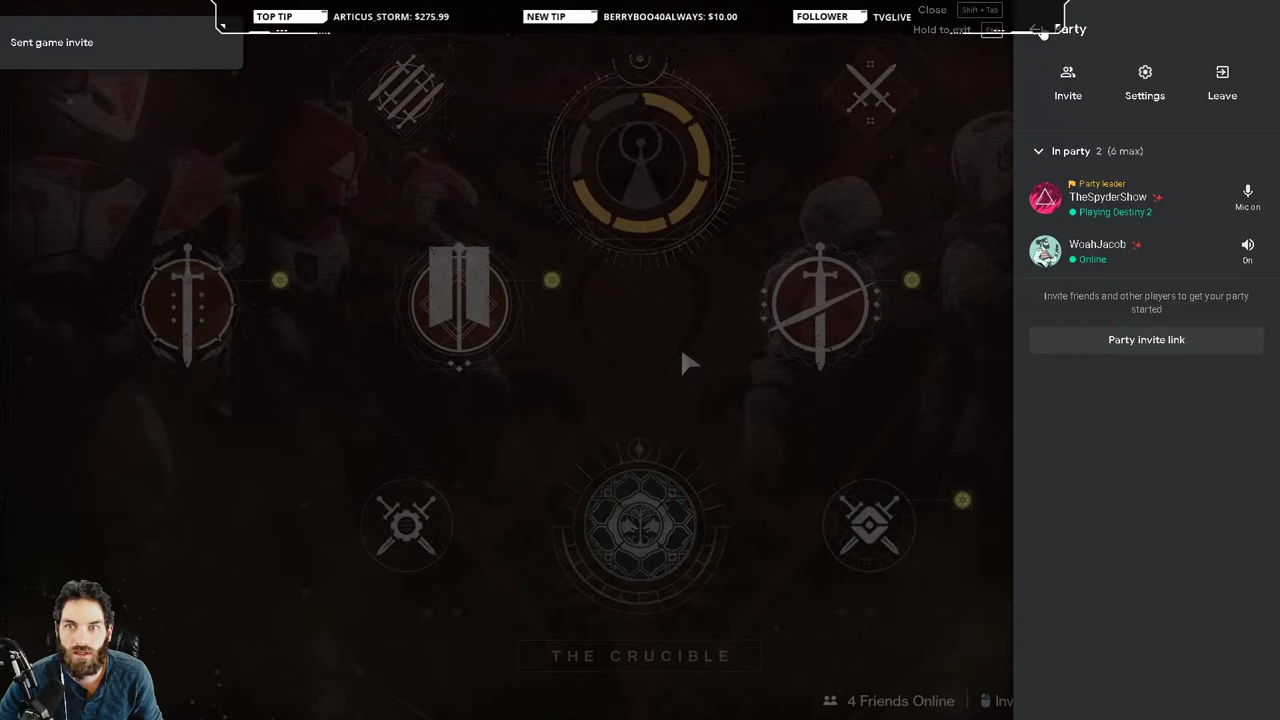 TOP TIP ARTICUS_STORM: $275.99 NEW TIP BERRYBOO40ALWAYS: $10.00 FOLLOWER TVGLIVE
Close Shift + Tab
Hold to exit
Sent game invite
Party
Invite Settings Leave
In party 2 (6 max)
Party leader
TheSpyderShow
Playing Destiny 2
Mic on
WoahJacob
Online
On
Invite friends and other players to get your party
started
Party invite link
THE CRUCIBLE
4 Friends Online Inv